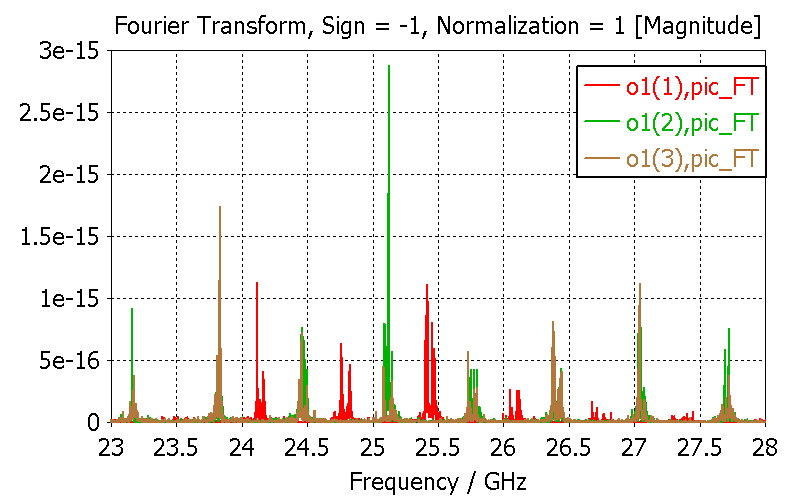 Fourier Transform, Sign = -1, Normalization = 1 [Magnitude]
3e-15
2.5e-15
2e-15
1.5e-15
1e-15
5e-16
0
o1(1),pic_FT
o1(2),pic_FT
o1(3),pic_FT
23 23.5 24 24.5 25 25.5 26 26.5 27 27.5 28
Frequency / GHz